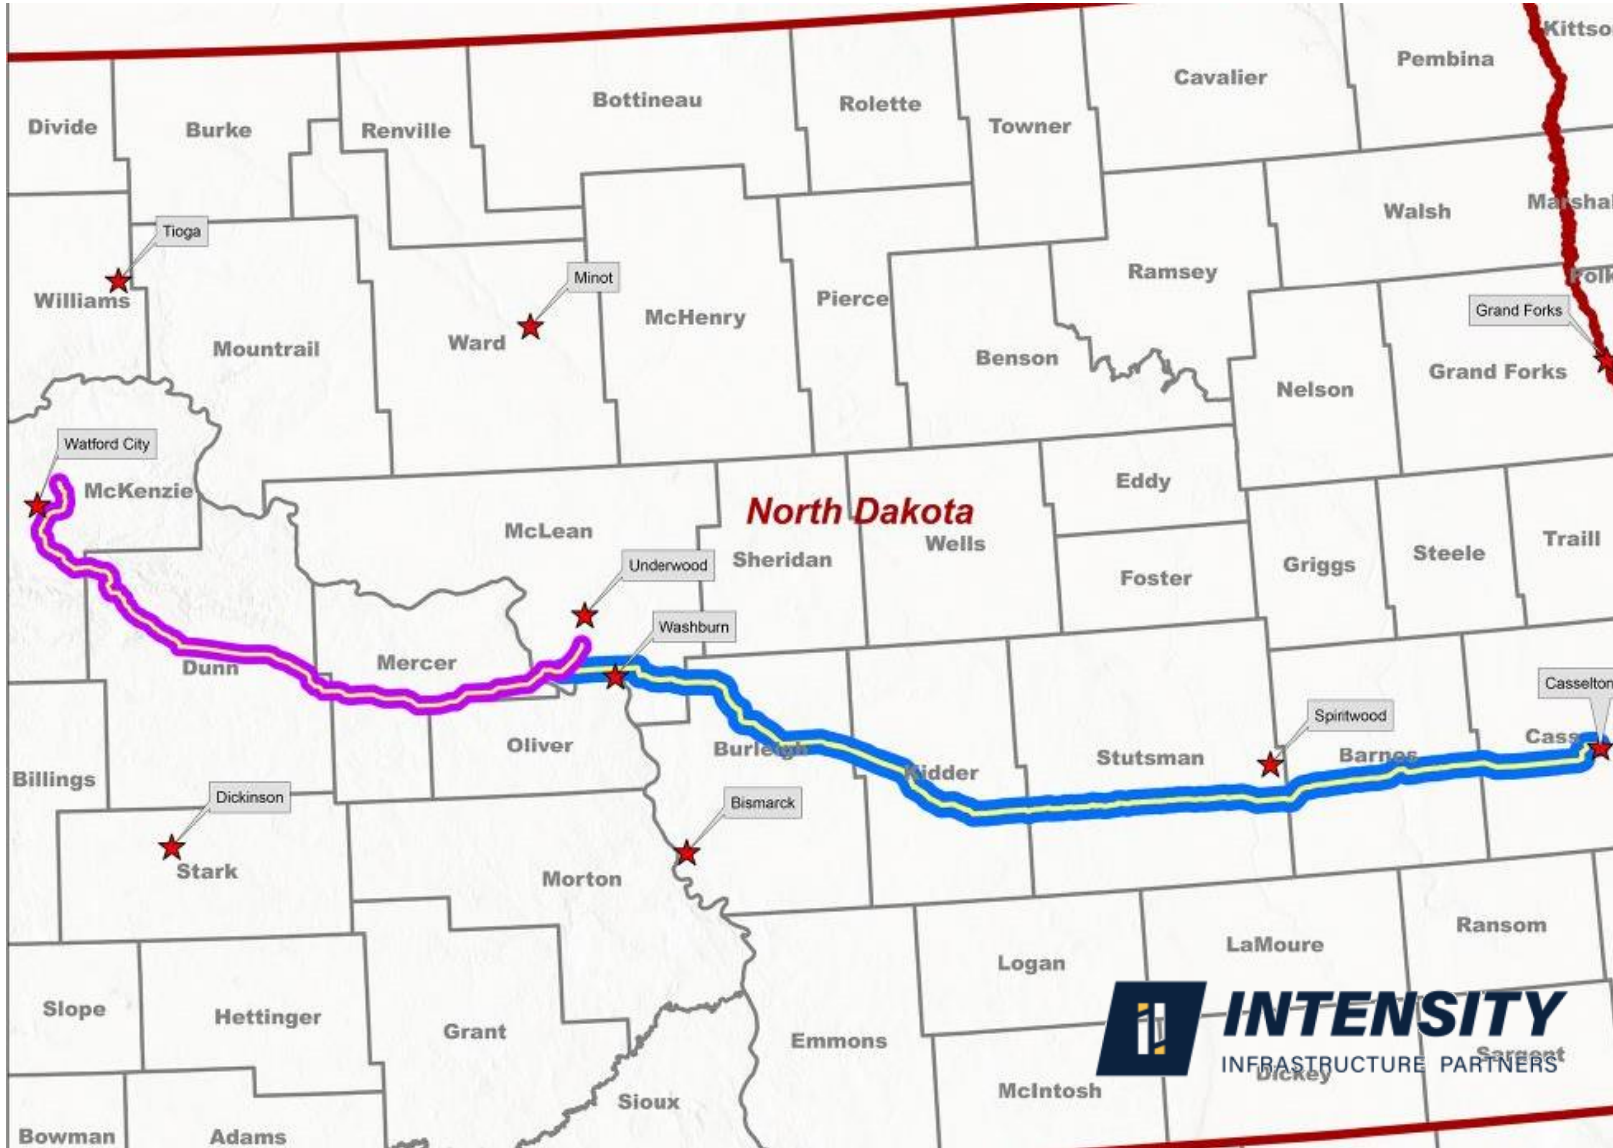 Kittso
Pembina
Cavalier
Bottineau
Rolette
Divide
Burke
Renville
Towner
Marshal
Walsh
Tioga
Ramsey
Minot
Polk
Williams
Pierce
McHenry
Grand Forks
Ward
Mountrail
Benson
Grand Forks
Nelson
Watford City
Eddy
McKenzie
North Dakota
McLean
Wells
Traill
Steele
Sheridan
Underwood
Griggs
Foster
Washburn
Mercer
Dunn
Casselton
Spiritwood
Cass
Oliver
Burleigh
Barnes
Stutsman
Kidder
Billings
Dickinson
Bismarck
Stark
Morton
Ransom
LaMoure
Logan
Slope
Hettinger
INTENSITY
Grant
Emmons
Sargent
INFRASTRUCTURE PARTNERS
Dickey
McIntosh
Sioux
Bowman
Adams